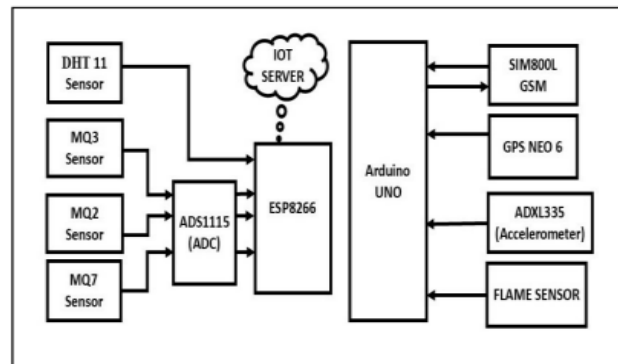 DHT 11
Sensor
MQ3
Sensor
MQ2
Sensor
MQ7
Sensor
ADS1115
(ADC)
IOT
SERVER
ESP8266
Arduino
UNO
SIM800L
GSM
GPS NEO 6
ADXL335
(Accelerometer)
FLAME SENSOR